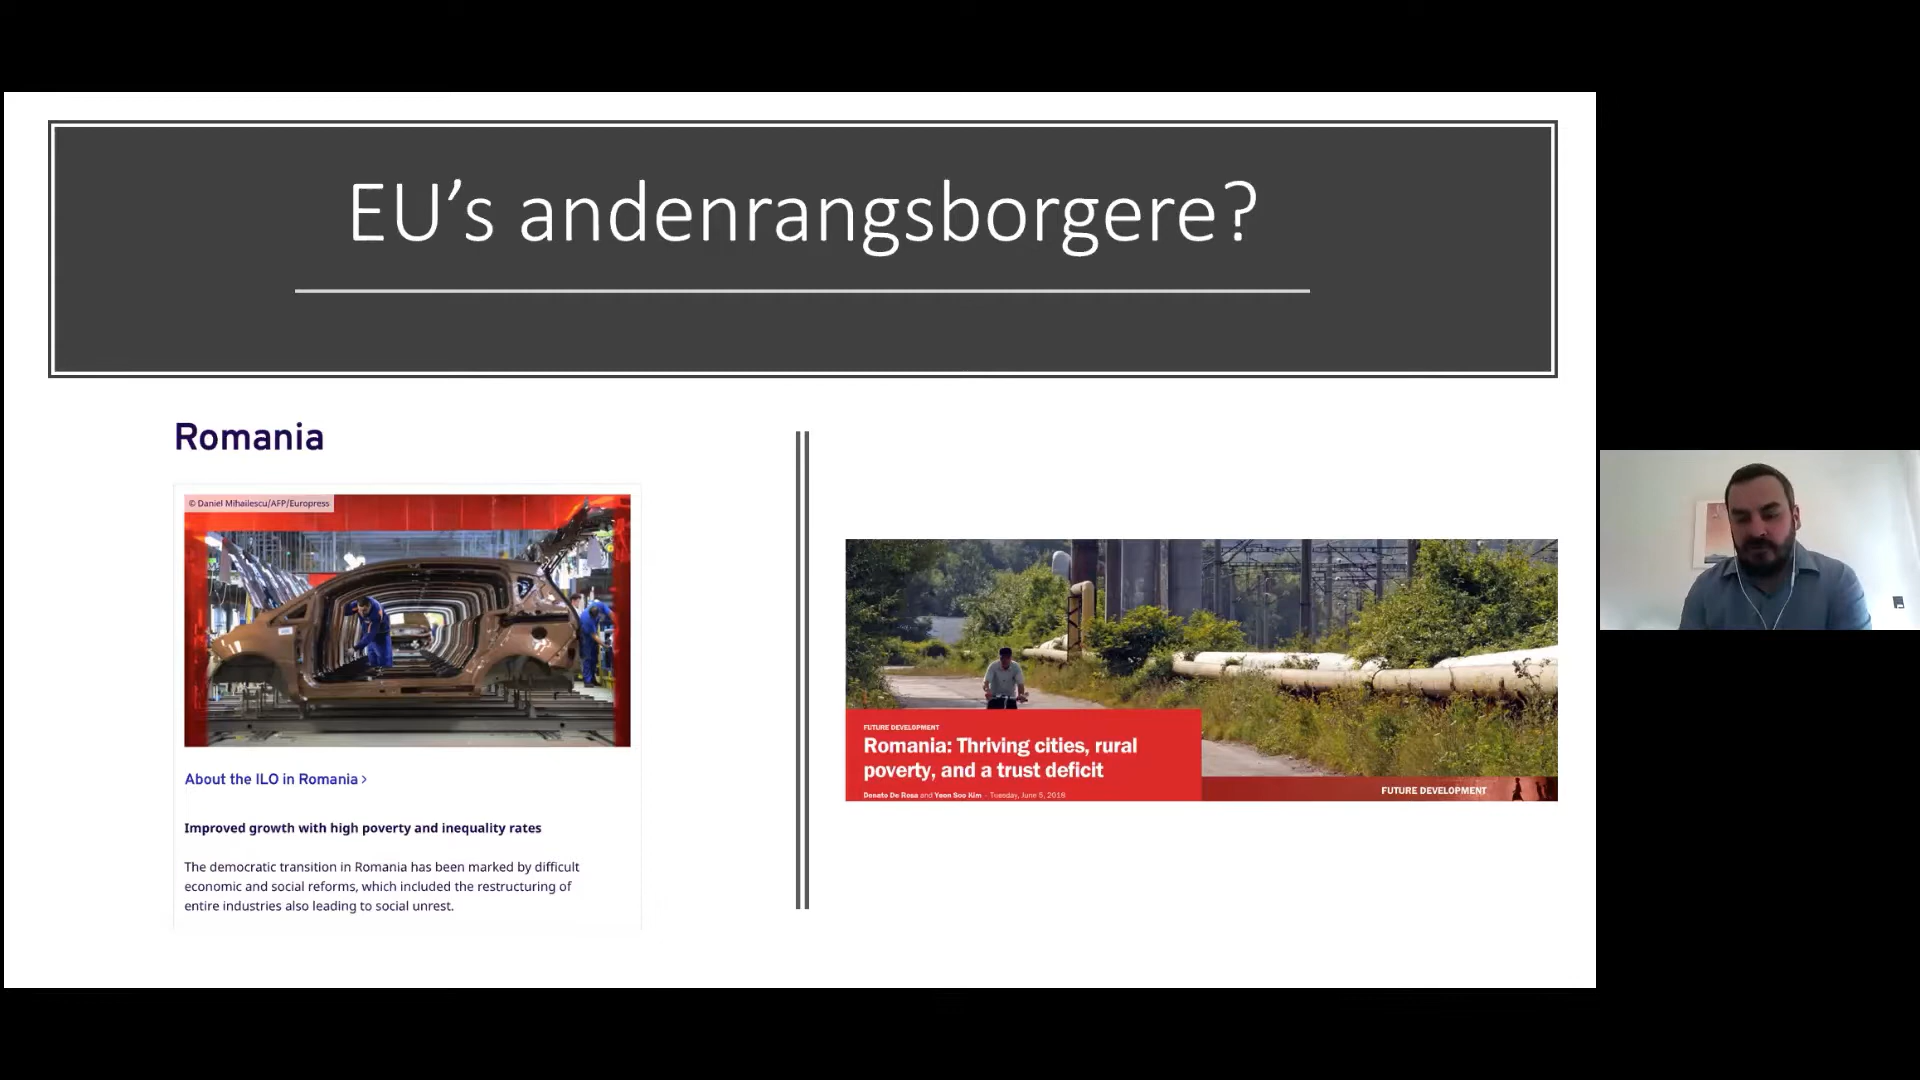 EU’s andenrangsborgere?
Romania
© Daniel Mihailescu/AFP/Europress
About the ILO in Romania >
Improved growth with high poverty and inequality rates
The democratic transition in Romania has been marked by difficult
economic and social reforms, which included the restructuring of
entire industries also leading to social unrest.
FUTURE DEVELOPMENT
Romania: Thriving cities, rural
poverty, and a trust deficit
Donato De Rosa and Yeon Soo Kim - Tuesday, June 5, 2018
FUTURE DEVELOPMENT